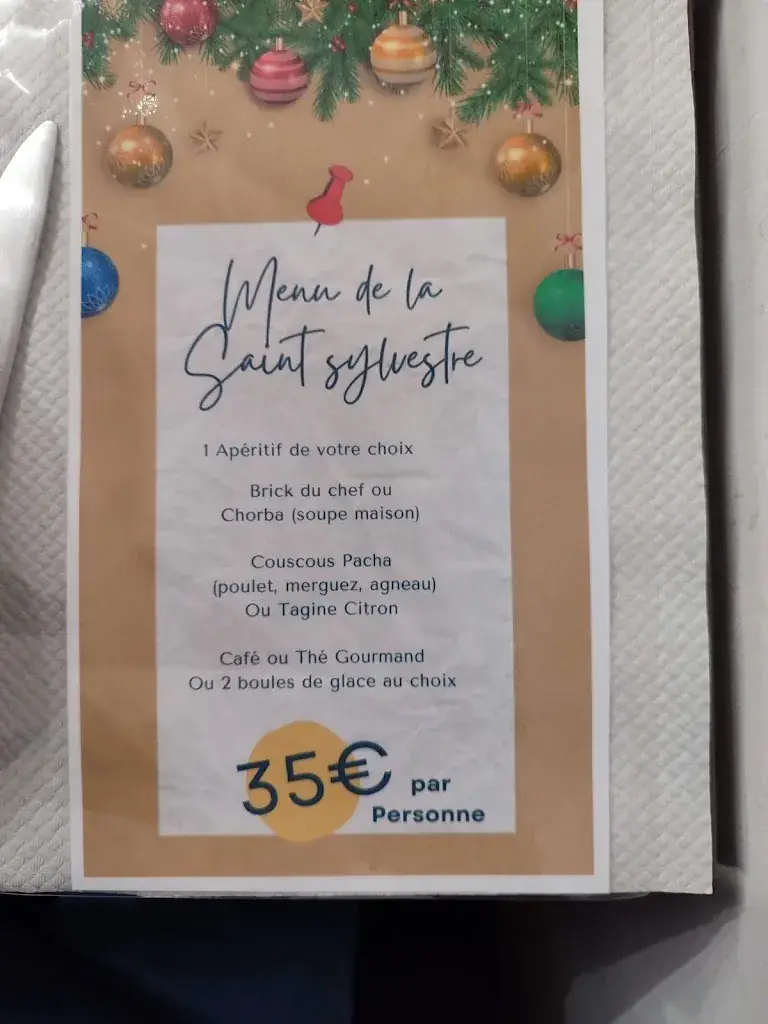 Menu de la
Saint sylvestre
1 Apéritif de votre choix
Brick du chef ou
Chorba (soupe maison)
Couscous Pacha
(poulet, merguez, agneau)
Ou Tagine Citron
Café ou Thé Gourmand
Ou 2 boules de glace au choix
35€ par
Personne